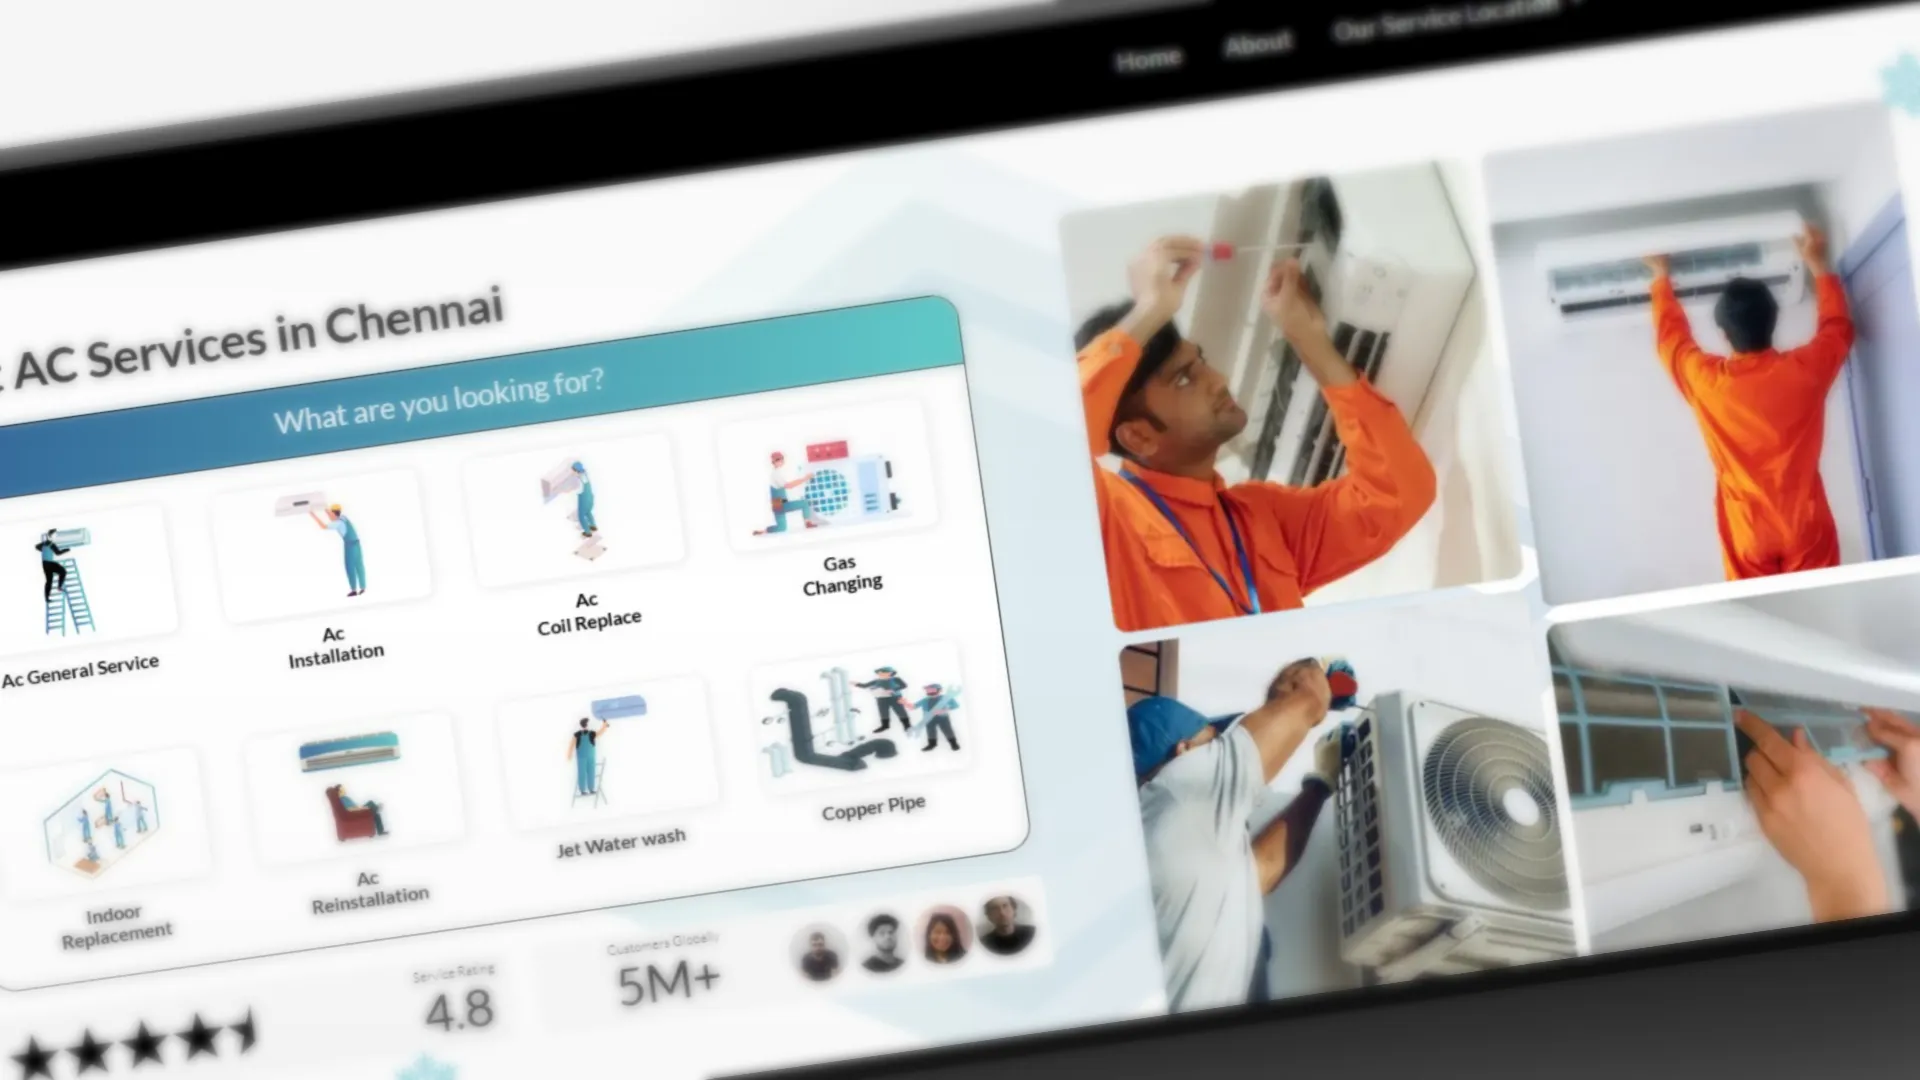 Home About Our Service Location
AC Services in Chennai
What are you looking for?
Ac General Service
Ac
Installation
Ac
Coil Replace
Gas
Changing
Indoor
Replacement
Ac
Reinstallation
Jet Water wash
Copper Pipe
Service Rating
4.8
Customers Globally
5M+